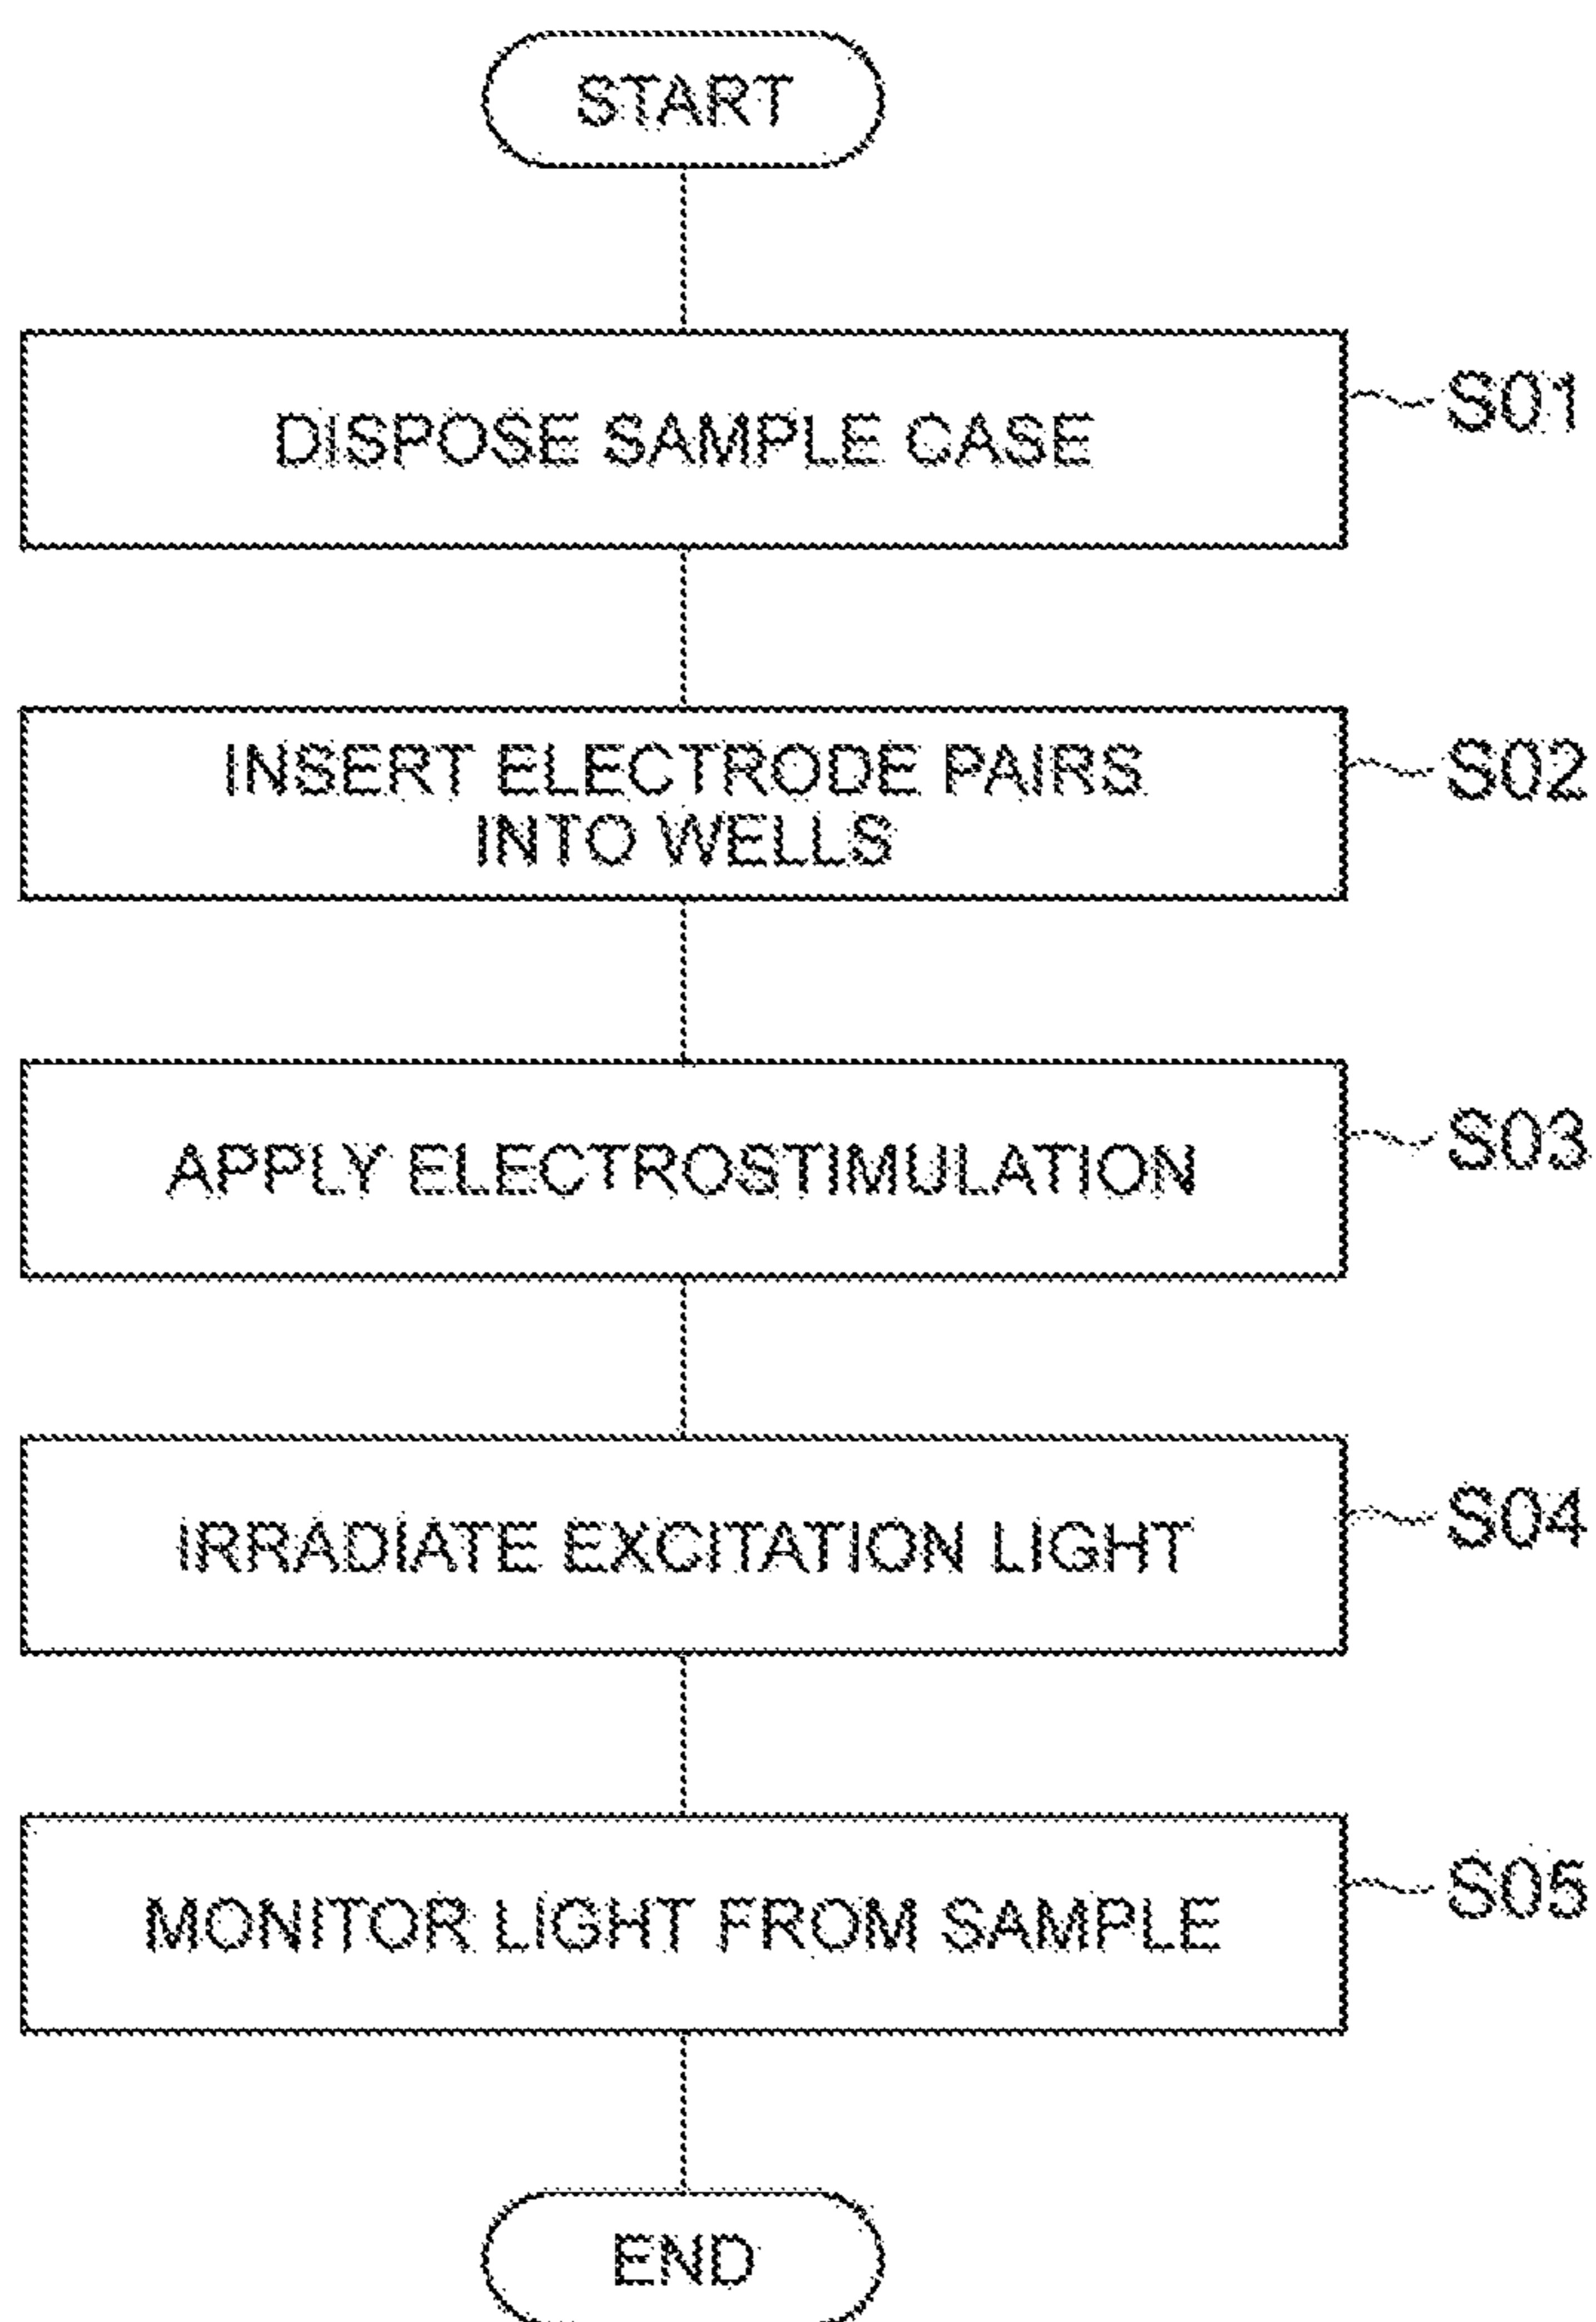 START
DISPOSE SAMPLE CASE
S01
INSERT ELECTRODE PAIRS
INTO WELLS
S02
APPLY ELECTROSTIMULATION
S03
IRRADIATE EXCITATION LIGHT
S04
MONITOR LIGHT FROM SAMPLE
S05
END